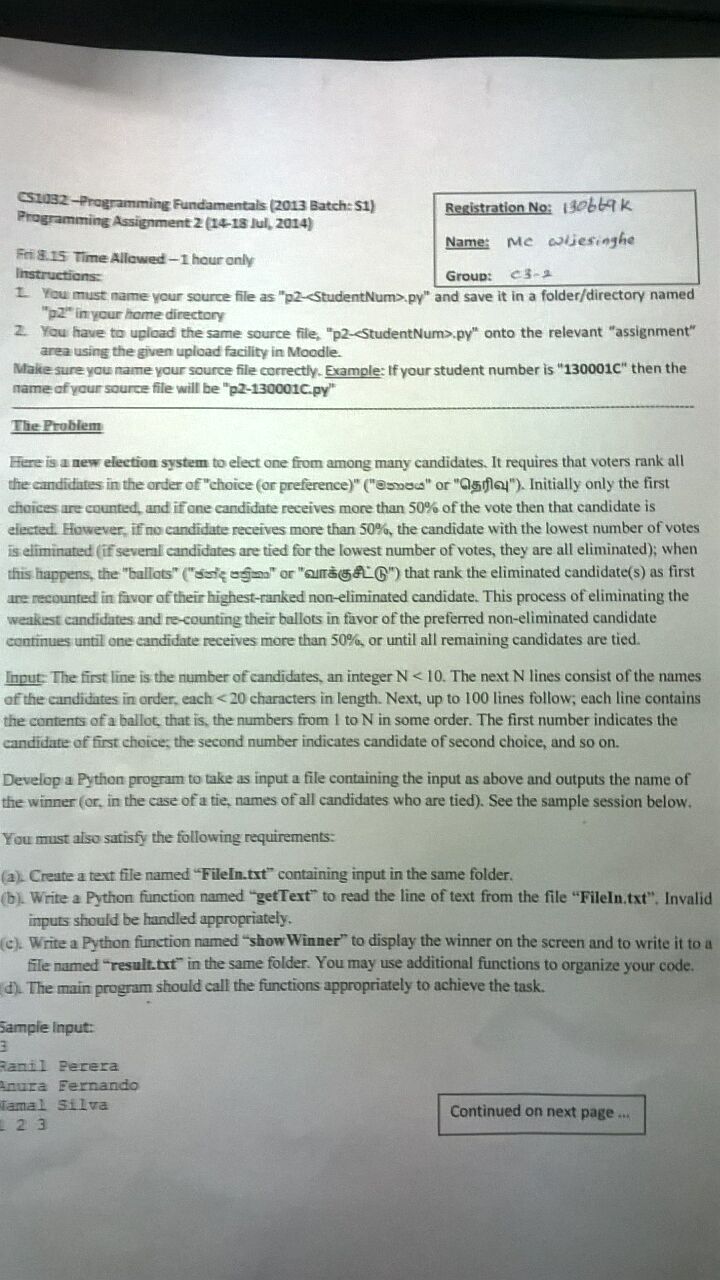 CS1032 –Programming Fundamentals (2013 Batch: S1)
Programming Assignment 2 (14-18 Jul, 2014)
Registration No: 130669K
Name: MC Wijesinghe
Group: C3-2
Fri 8.15 Time Allowed – 1 hour only
Instructions:
1. You must name your source file as "p2-<StudentNum>.py" and save it in a folder/directory named
"p2" in your home directory
2. You have to upload the same source file, "p2-<StudentNum>.py" onto the relevant "assignment"
area using the given upload facility in Moodle.
Make sure you name your source file correctly. Example: If your student number is "130001C" then the
name of your source file will be "p2-130001C.py"
The Problem
Here is a new election system to elect one from among many candidates. It requires that voters rank all
the candidates in the order of "choice (or preference)" ("මනාපය" or "தெரிவு"). Initially only the first
choices are counted, and if one candidate receives more than 50% of the vote then that candidate is
elected. However, if no candidate receives more than 50%, the candidate with the lowest number of votes
is eliminated (if several candidates are tied for the lowest number of votes, they are all eliminated); when
this happens, the "ballots" ("ඡන්ද පත්‍රිකා" or "வாக்குசீட்டு") that rank the eliminated candidate(s) as first
are recounted in favor of their highest-ranked non-eliminated candidate. This process of eliminating the
weakest candidates and re-counting their ballots in favor of the preferred non-eliminated candidate
continues until one candidate receives more than 50%, or until all remaining candidates are tied.
Input: The first line is the number of candidates, an integer N < 10. The next N lines consist of the names
of the candidates in order, each < 20 characters in length. Next, up to 100 lines follow; each line contains
the contents of a ballot, that is, the numbers from 1 to N in some order. The first number indicates the
candidate of first choice; the second number indicates candidate of second choice, and so on.
Develop a Python program to take as input a file containing the input as above and outputs the name of
the winner (or, in the case of a tie, names of all candidates who are tied). See the sample session below.
You must also satisfy the following requirements:
(a). Create a text file named "FileIn.txt" containing input in the same folder.
(b). Write a Python function named "getText" to read the line of text from the file "FileIn.txt". Invalid
inputs should be handled appropriately.
(c). Write a Python function named "showWinner" to display the winner on the screen and to write it to a
file named "result.txt" in the same folder. You may use additional functions to organize your code.
(d). The main program should call the functions appropriately to achieve the task.
Sample Input:
3
Ranil Perera
Anura Fernando
Tamal Silva
1 2 3
Continued on next page ...